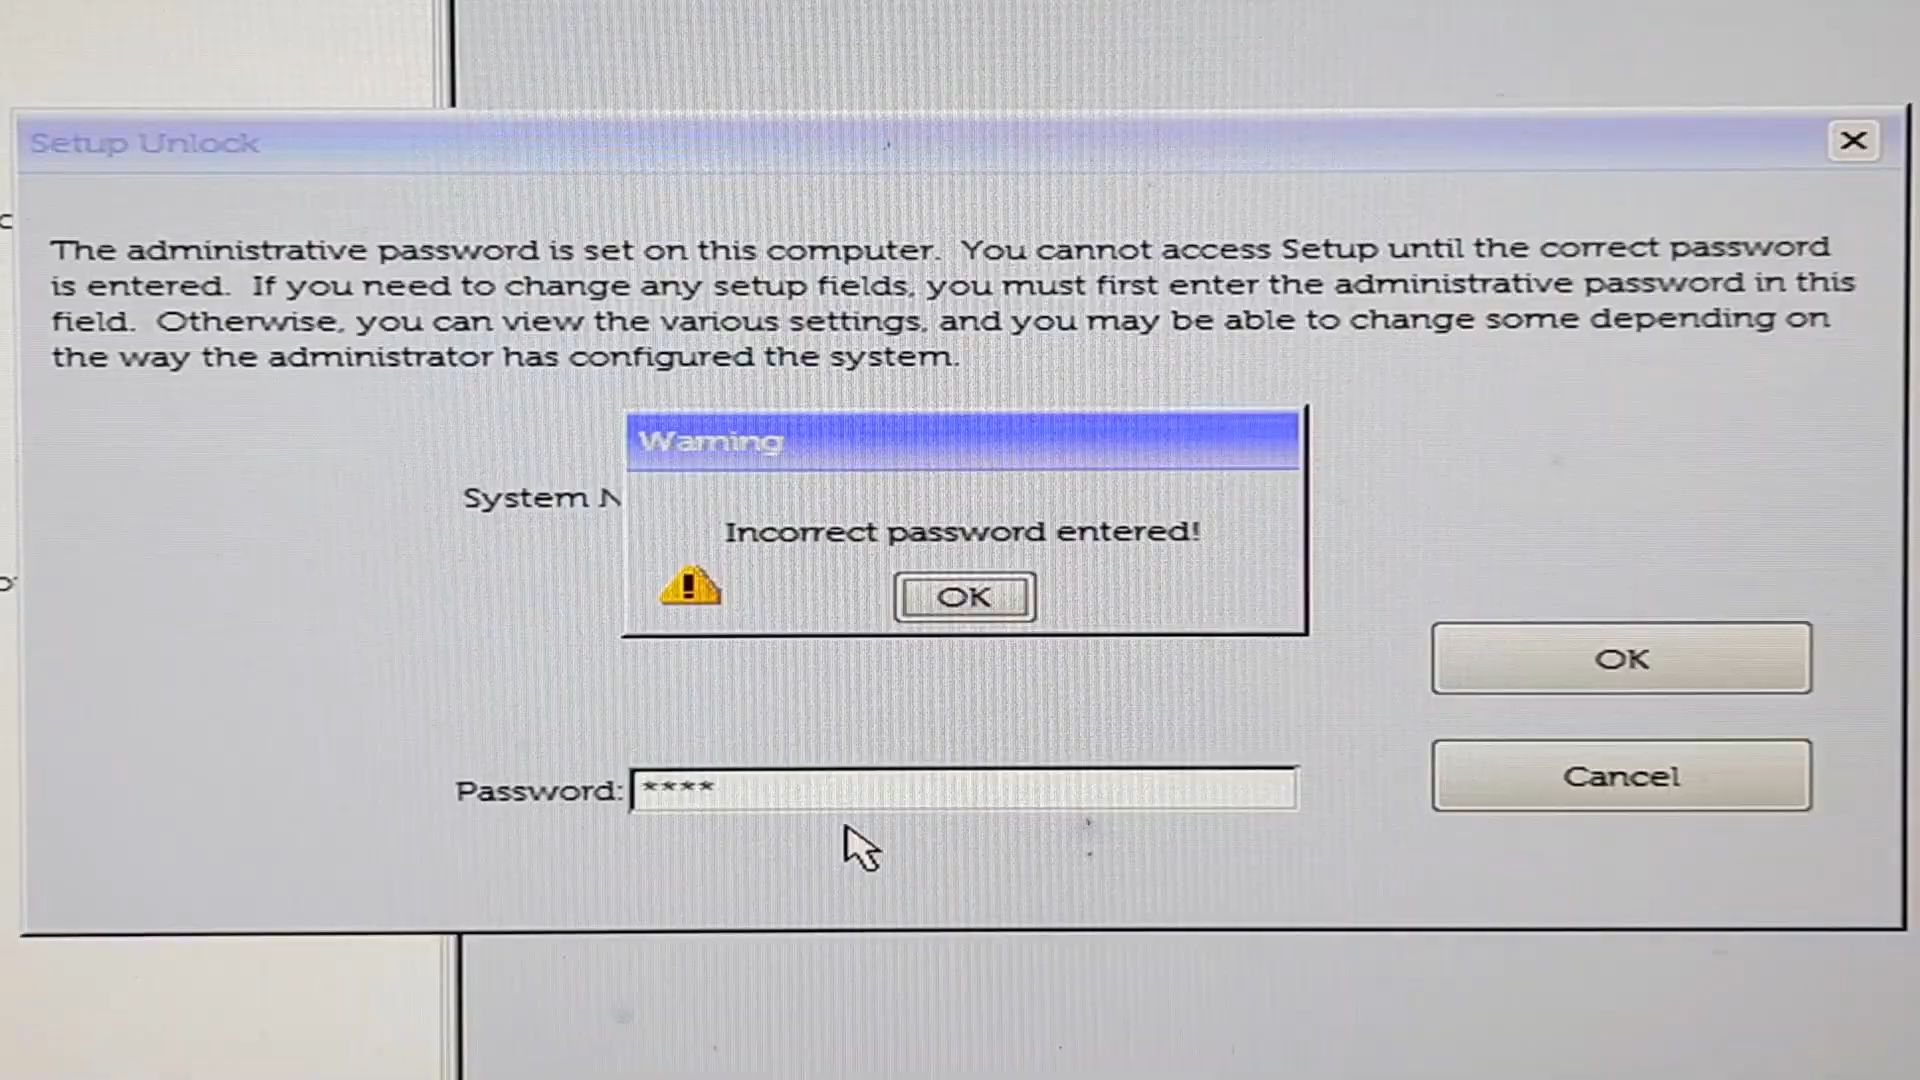 Setup Unlock
The administrative password is set on this computer. You cannot access Setup until the correct password
is entered. If you need to change any setup fields, you must first enter the administrative password in this
field. Otherwise, you can view the various settings, and you may be able to change some depending on
the way the administrator has configured the system.
Warning
System N
Incorrect password entered!
OK
OK
Cancel
Password: ****